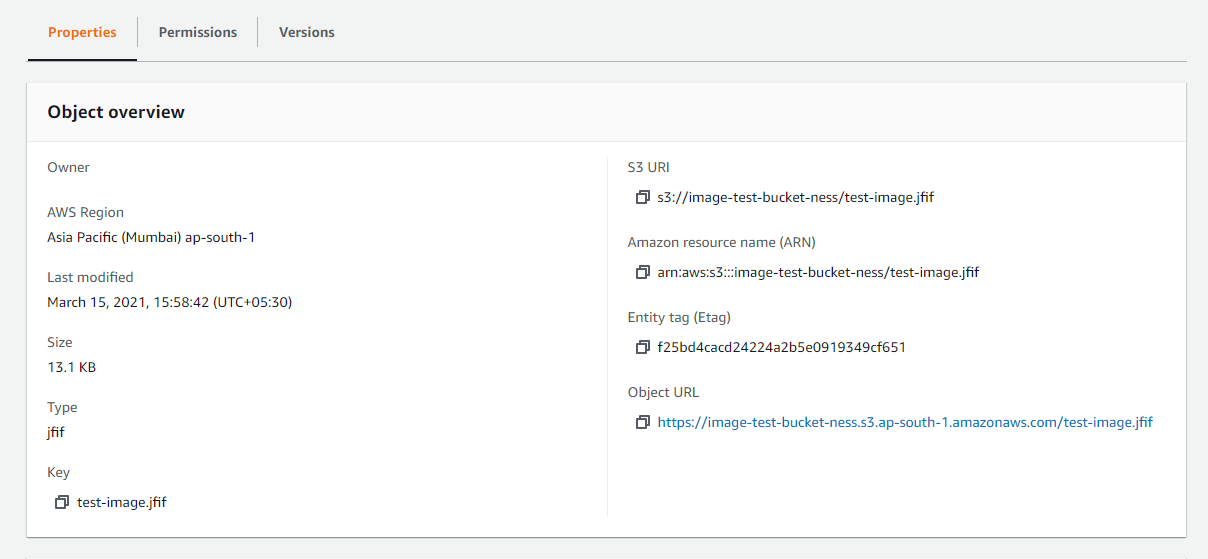 Properties
Permissions
Versions
Object overview
Owner
AWS Region
Asia Pacific (Mumbai) ap-south-1
Last modified
March 15, 2021, 15:58:42 (UTC+05:30)
Size
13.1 KB
Type
jfif
Key
test-image.jfif
S3 URI
s3://image-test-bucket-ness/test-image.jfif
Amazon resource name (ARN)
arn:aws:s3:::image-test-bucket-ness/test-image.jfif
Entity tag (Etag)
f25bd4cacd24224a2b5e0919349cf651
Object URL
https://image-test-bucket-ness.s3.ap-south-1.amazonaws.com/test-image.jfif